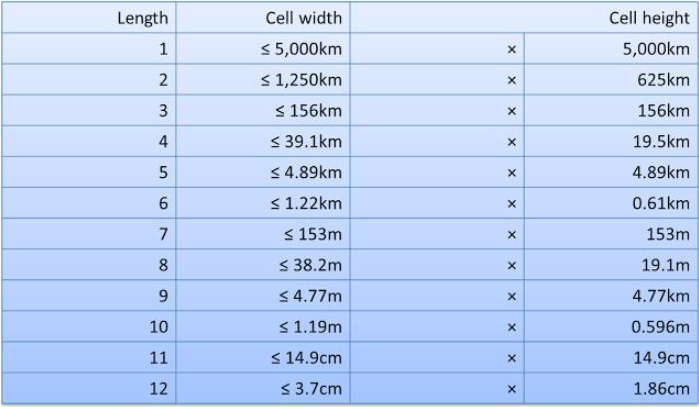 Length Cell width Cell height
1 ≤ 5,000km × 5,000km
2 ≤ 1,250km × 625km
3 ≤ 156km × 156km
4 ≤ 39.1km × 19.5km
5 ≤ 4.89km × 4.89km
6 ≤ 1.22km × 0.61km
7 ≤ 153m × 153m
8 ≤ 38.2m × 19.1m
9 ≤ 4.77m × 4.77km
10 ≤ 1.19m × 0.596m
11 ≤ 14.9cm × 14.9cm
12 ≤ 3.7cm × 1.86cm